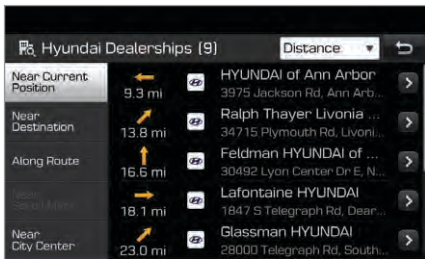 Hyundai Dealerships (9)
Distance
Near Current
Position
9.3 mi
HYUNDAI of Ann Arbor
3975 Jackson Rd, Ann Arb...
Near
Destination
13.8 mi
Ralph Thayer Livonia ...
34715 Plymouth Rd, Livoni...
Along Route
16.6 mi
Feldman HYUNDAI of ...
30492 Lyon Center Dr E, N...
Near
18.1 mi
Lafontaine HYUNDAI
1847 S Telegraph Rd, Dear...
Near
City Center
23.0 mi
Glassman HYUNDAI
28000 Telegraph Rd, South...